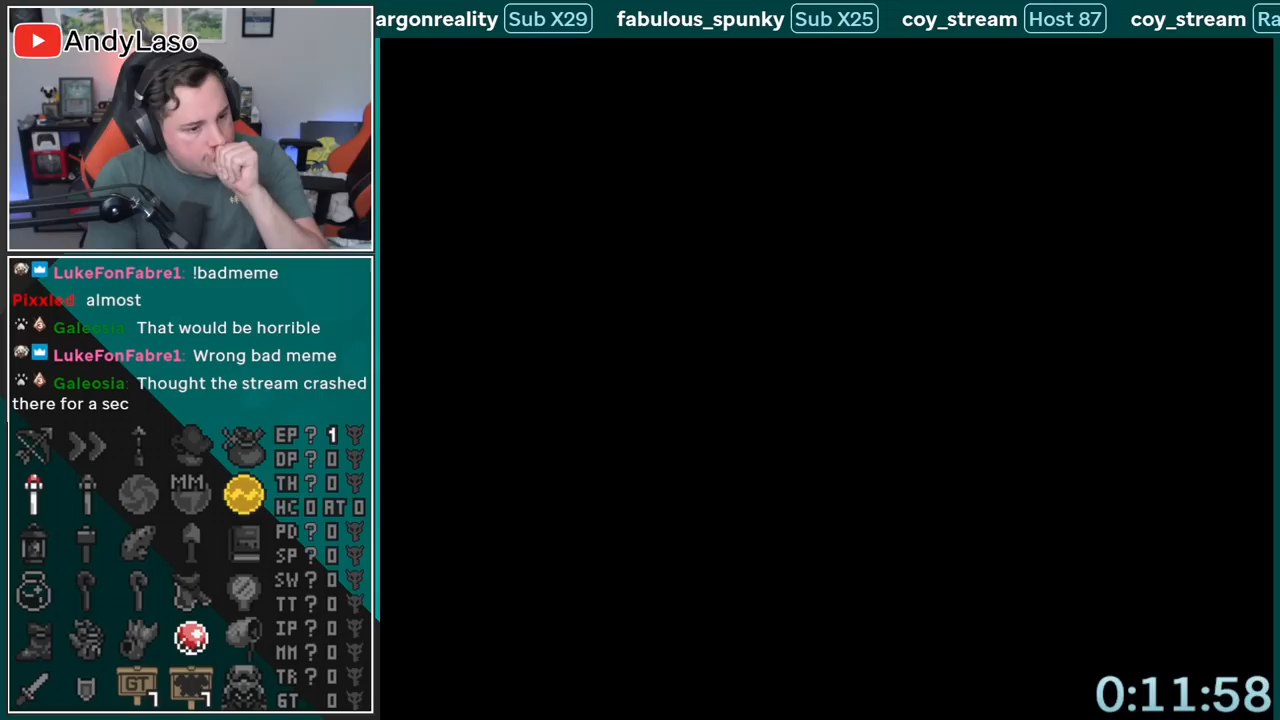 argonreality Sub X29 fabulous_spunky Sub X25 coy_stream Host 87 coy_stream Ra
AndyLaso
LukeFonFabre1: !badmeme
Pixxled: almost
Galeosia: That would be horrible
LukeFonFabre1: Wrong bad meme
Galeosia: Thought the stream crashed
there for a sec
EP ? 1
DP ? 0
MM
TH ? 0
HC 0 AT 0
PD ? 0
SP ? 0
SW ? 0
TT ? 0
IP ? 0
MM ? 0
TR ? 0
GT 1 1
GT 0
0:11:58